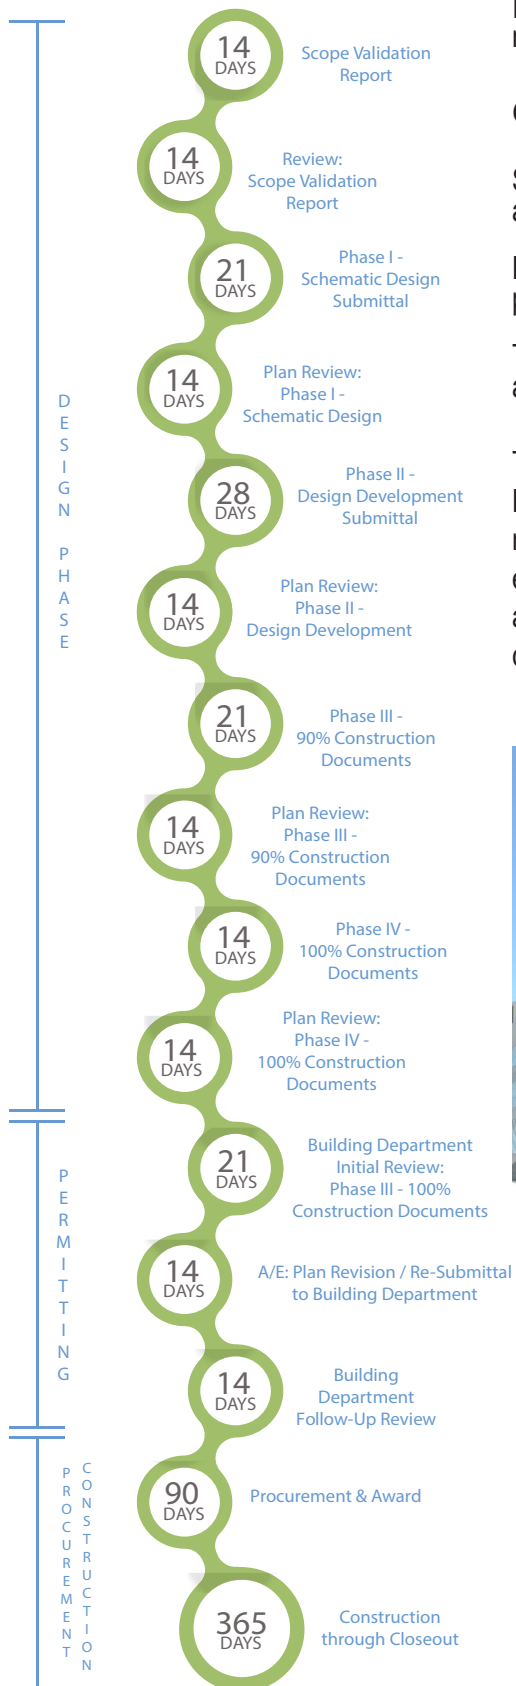 14
DAYS
Scope Validation
Report
14
DAYS
Review:
Scope Validation
Report
21
DAYS
Phase I -
Schematic Design
Submittal
14
DAYS
Plan Review:
Phase I -
Schematic Design
28
DAYS
Phase II -
Design Development
Submittal
14
DAYS
Plan Review:
Phase II -
Design Development
21
DAYS
Phase III -
90% Construction
Documents
14
DAYS
Plan Review:
Phase III -
90% Construction
Documents
14
DAYS
Phase IV -
100% Construction
Documents
14
DAYS
Plan Review:
Phase IV -
100% Construction
Documents
DESIGN PHASE
21
DAYS
Building Department
Initial Review:
Phase III - 100%
Construction Documents
14
DAYS
A/E: Plan Revision / Re-Submittal
to Building Department
14
DAYS
Building
Department
Follow-Up Review
PERMITTING
90
DAYS
Procurement & Award
365
DAYS
Construction
through Closeout
PROCUREMENT
CONSTRUCTION